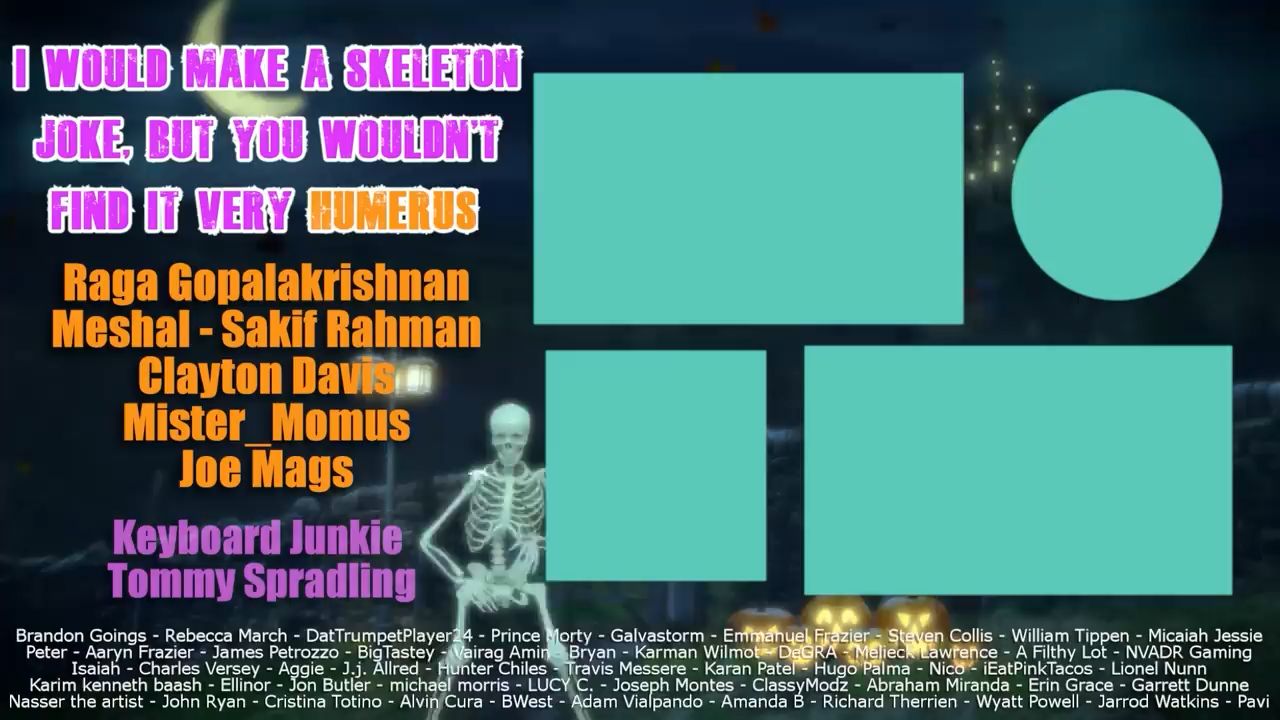 I WOULD MAKE A SKELETON
JOKE, BUT YOU WOULDN'T
FIND IT VERY HUMERUS
Raga Gopalakrishnan
Meshal - Sakif Rahman
Clayton Davis
Mister_Momus
Joe Mags
Keyboard Junkie
Tommy Spradling
Brandon Goings - Rebecca March - DatTrumpetPlayer24 - Prince Morty - Galvastorm - Emmanuel Frazier - Steven Collis - William Tippen - Micaiah Jessie
Peter - Aaryn Frazier - James Petrozzo - BigTastey - Vairag Amin - Bryan - Karman Wilmot - DeGRA - Melieck Lawrence - A Filthy Lot - NVADR Gaming
Isaiah - Charles Versey - Aggie - J.j. Allred - Hunter Chiles - Travis Messere - Karan Patel - Hugo Palma - Nico - iEatPinkTacos - Lionel Nunn
Karim kenneth baash - Ellinor - Jon Butler - michael morris - LUCY C. - Joseph Montes - ClassyModz - Abraham Miranda - Erin Grace - Garrett Dunne
Nasser the artist - John Ryan - Cristina Totino - Alvin Cura - BWest - Adam Vialpando - Amanda B - Richard Therrien - Wyatt Powell - Jarrod Watkins - Pavi